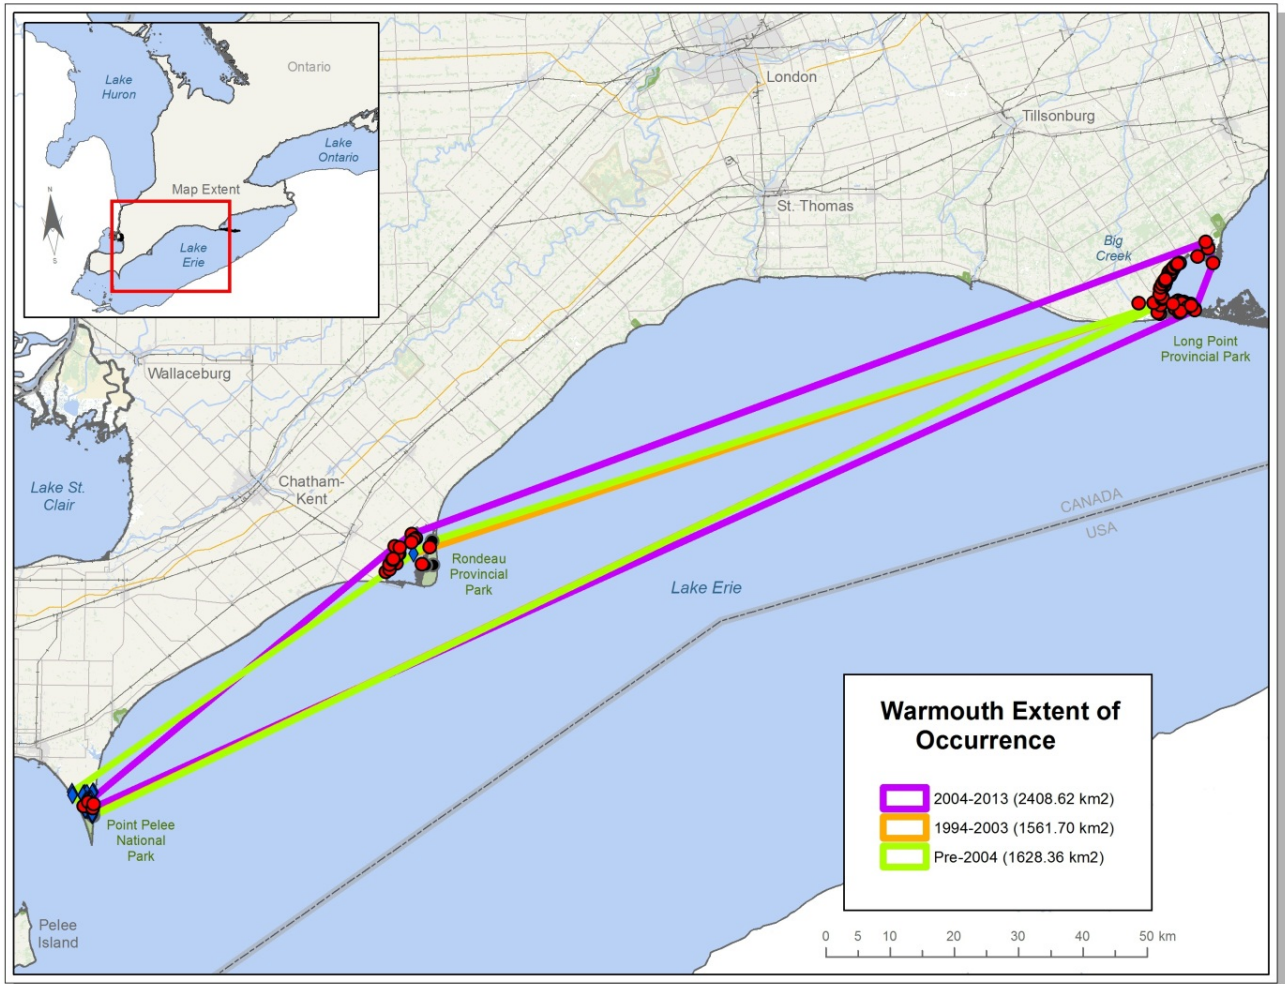 Ontario
Lake
Huron
Lake
Ontario
Map Extent
N
S
Lake
Erie
London
Tillsonburg
St. Thomas
Big
Creek
Long Point
Provincial Park
Wallaceburg
Chatham-
Kent
Lake St.
Clair
Rondeau
Provincial
Park
CANADA
USA
Lake Erie
Point Pelee
National
Park
Pelee
Island
Warmouth Extent of
Occurrence
2004-2013 (2408.62 km2)
1994-2003 (1561.70 km2)
Pre-2004 (1628.36 km2)
0 5 10 20 30 40 50 km